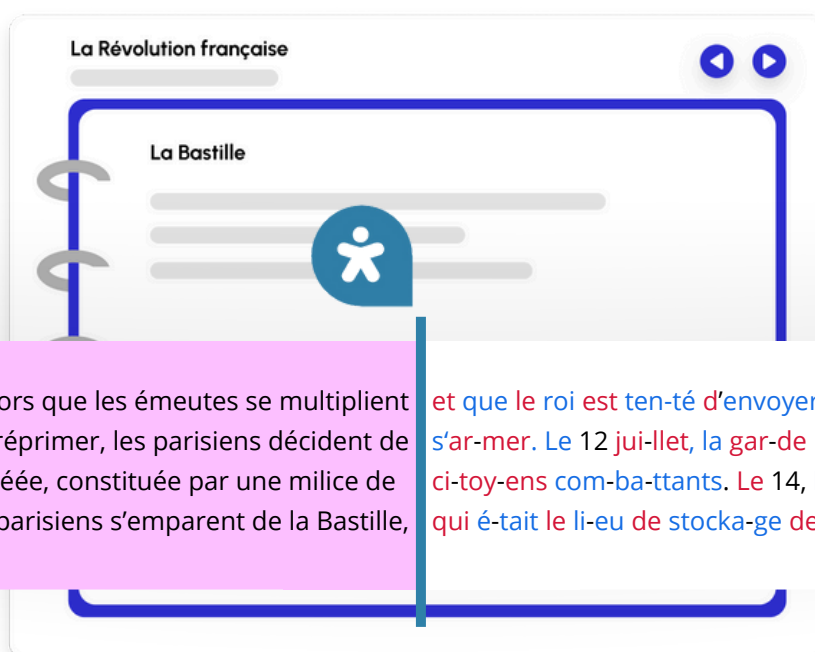 La Révolution française
La Bastille
ors que les émeutes se multiplient et que le roi est ten-té d'envoyer
réprimer, les parisiens décident de s'ar-mer. Le 12 jui-llet, la gar-de
éée, constituée par une milice de ci-toy-ens com-ba-ttants. Le 14,
parisiens s'emparent de la Bastille, qui é-tait le li-eu de stocka-ge de